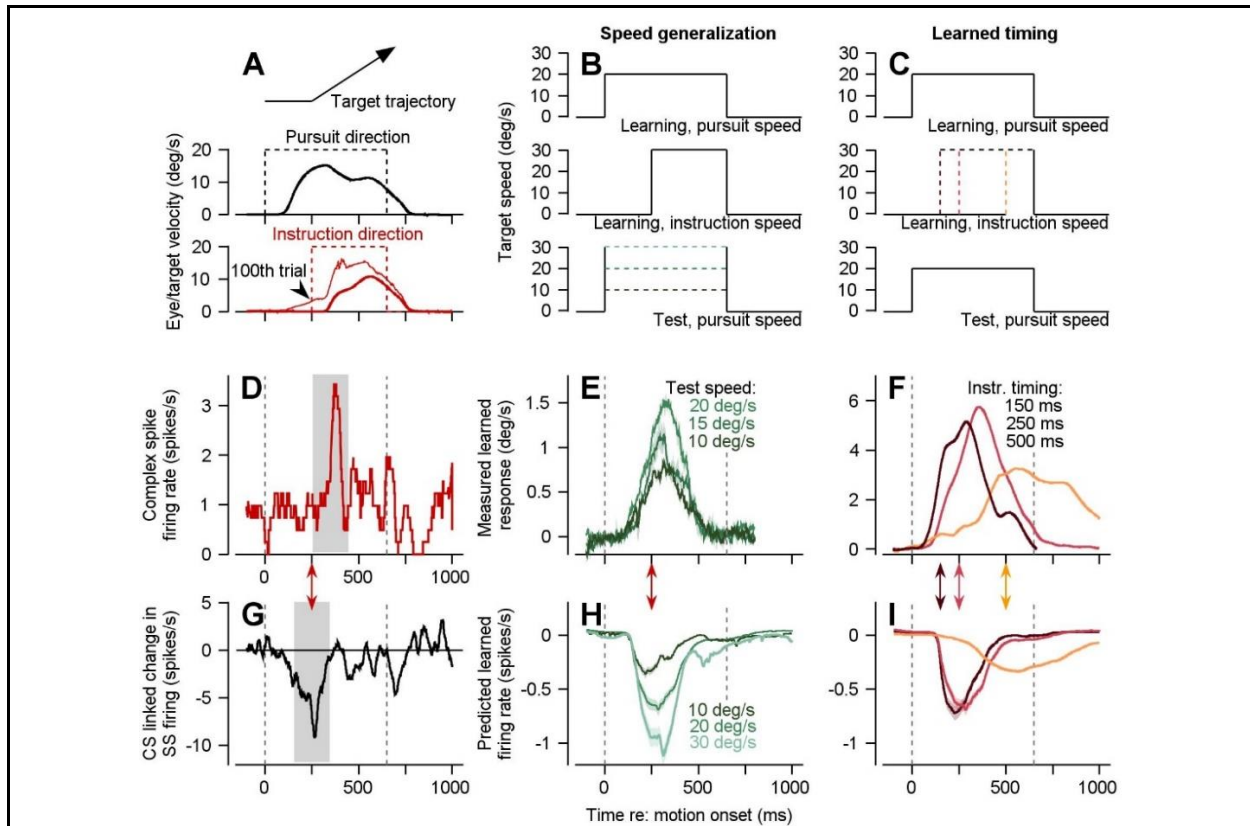 Speed generalization
Learned timing
A
Target trajectory
Pursuit direction
20
10
0
Instruction direction
20
10
0
100th trial
Eye/target velocity (deg/s)
B
30
20
10
0
Learning, pursuit speed
30
20
10
0
Learning, instruction speed
30
20
10
0
Test, pursuit speed
Target speed (deg/s)
C
30
20
10
0
Learning, pursuit speed
30
20
10
0
Learning, instruction speed
30
20
10
0
Test, pursuit speed
D
3
2
1
0
Complex spike
firing rate (spikes/s)
0
500
1000
E
Test speed:
20 deg/s
15 deg/s
10 deg/s
1.5
1
0.5
0
Measured learned
response (deg/s)
F
Instr. timing:
150 ms
250 ms
500 ms
6
4
2
0
G
5
0
-5
-10
CS linked change in
SS firing (spikes/s)
0
500
1000
H
0
-0.5
-1
Predicted learned
firing rate (spikes/s)
10 deg/s
20 deg/s
30 deg/s
0
500
1000
I
0
-0.5
-1
0
500
1000
Time re: motion onset (ms)